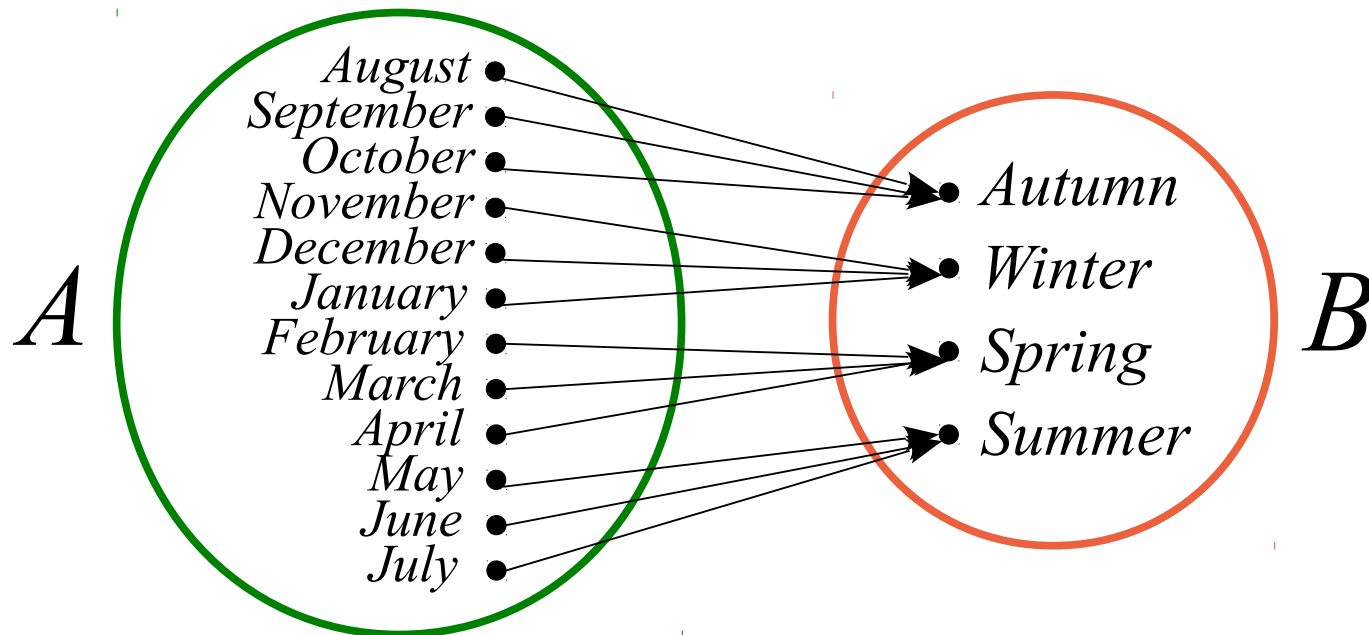 A
August
September
October
November
December
January
February
March
April
May
June
July
Autumn
Winter
Spring
Summer
B